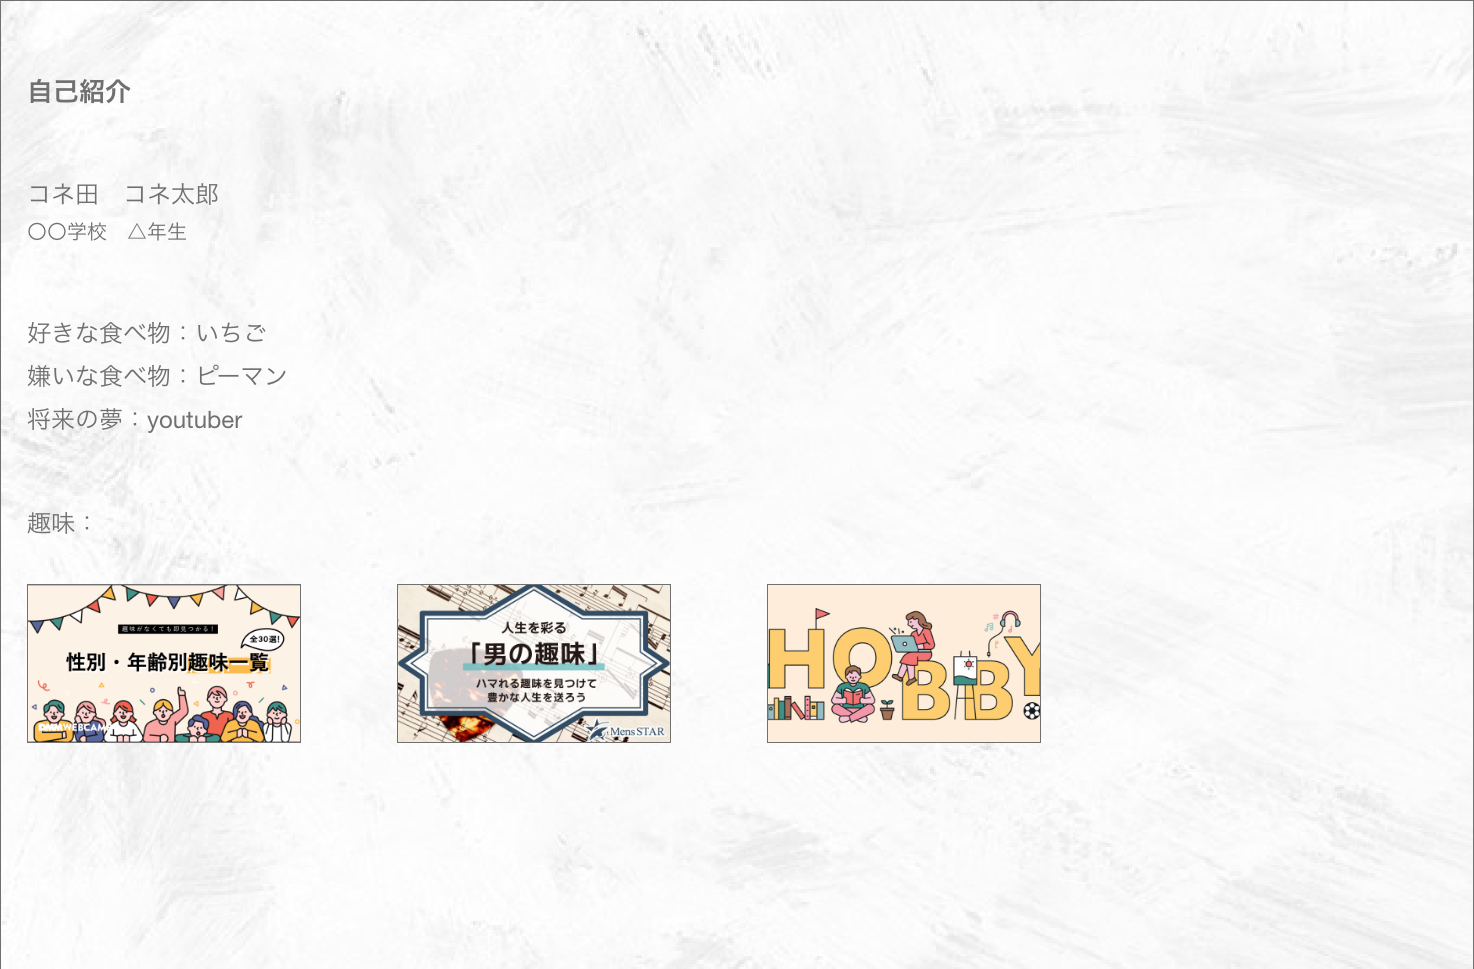 自己紹介
コネ田　コネ太郎
〇〇学校　△年生
好きな食べ物：いちご
嫌いな食べ物：ピーマン
将来の夢：youtuber
趣味：
趣味がなくても即見つかる！
全30選!
性別・年齢別趣味一覧
人生を彩る
「男の趣味」
ハマれる趣味を見つけて
豊かな人生を送ろう
Mens STAR
HOBBY